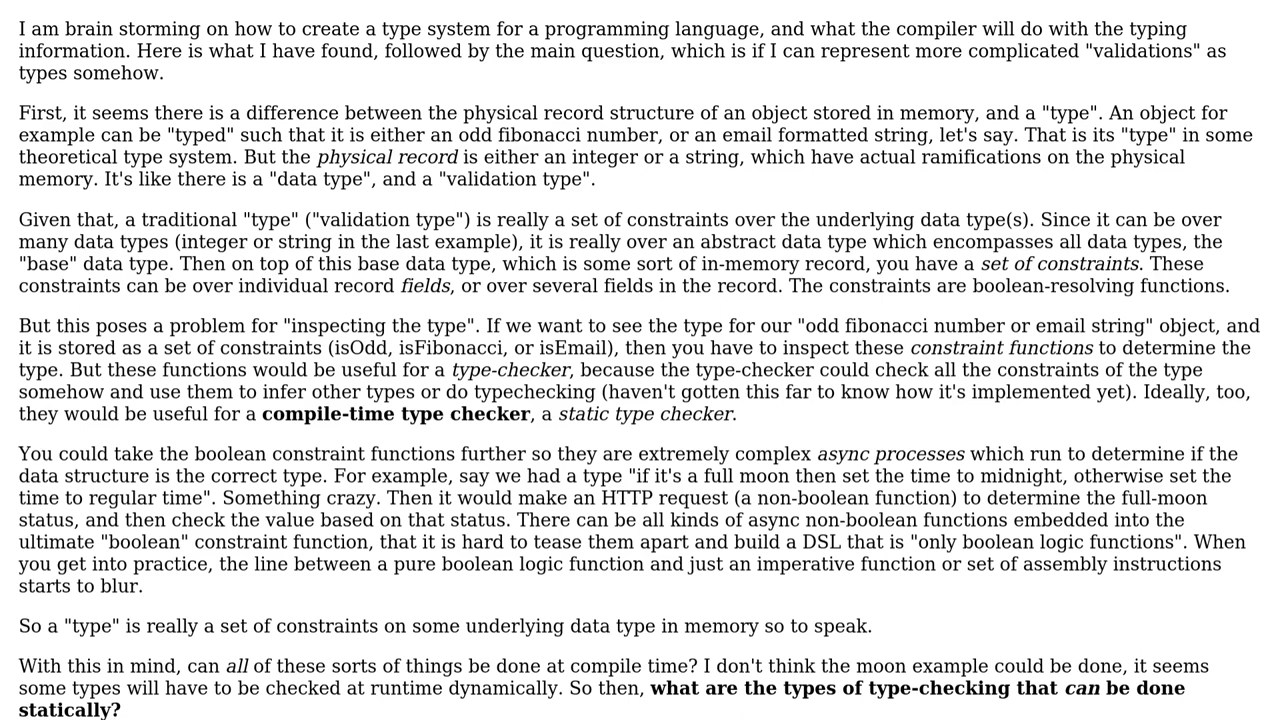 I am brain storming on how to create a type system for a programming language, and what the compiler will do with the typing
information. Here is what I have found, followed by the main question, which is if I can represent more complicated "validations" as
types somehow.
First, it seems there is a difference between the physical record structure of an object stored in memory, and a "type". An object for
example can be "typed" such that it is either an odd fibonacci number, or an email formatted string, let's say. That is its "type" in some
theoretical type system. But the physical record is either an integer or a string, which have actual ramifications on the physical
memory. It's like there is a "data type", and a "validation type".
Given that, a traditional "type" ("validation type") is really a set of constraints over the underlying data type(s). Since it can be over
many data types (integer or string in the last example), it is really over an abstract data type which encompasses all data types, the
"base" data type. Then on top of this base data type, which is some sort of in-memory record, you have a set of constraints. These
constraints can be over individual record fields, or over several fields in the record. The constraints are boolean-resolving functions.
But this poses a problem for "inspecting the type". If we want to see the type for our "odd fibonacci number or email string" object, and
it is stored as a set of constraints (isOdd, isFibonacci, or isEmail), then you have to inspect these constraint functions to determine the
type. But these functions would be useful for a type-checker, because the type-checker could check all the constraints of the type
somehow and use them to infer other types or do typechecking (haven't gotten this far to know how it's implemented yet). Ideally, too,
they would be useful for a compile-time type checker, a static type checker.
You could take the boolean constraint functions further so they are extremely complex async processes which run to determine if the
data structure is the correct type. For example, say we had a type "if it's a full moon then set the time to midnight, otherwise set the
time to regular time". Something crazy. Then it would make an HTTP request (a non-boolean function) to determine the full-moon
status, and then check the value based on that status. There can be all kinds of async non-boolean functions embedded into the
ultimate "boolean" constraint function, that it is hard to tease them apart and build a DSL that is "only boolean logic functions". When
you get into practice, the line between a pure boolean logic function and just an imperative function or set of assembly instructions
starts to blur.
So a "type" is really a set of constraints on some underlying data type in memory so to speak.
With this in mind, can all of these sorts of things be done at compile time? I don't think the moon example could be done, it seems
some types will have to be checked at runtime dynamically. So then, what are the types of type-checking that can be done
statically?